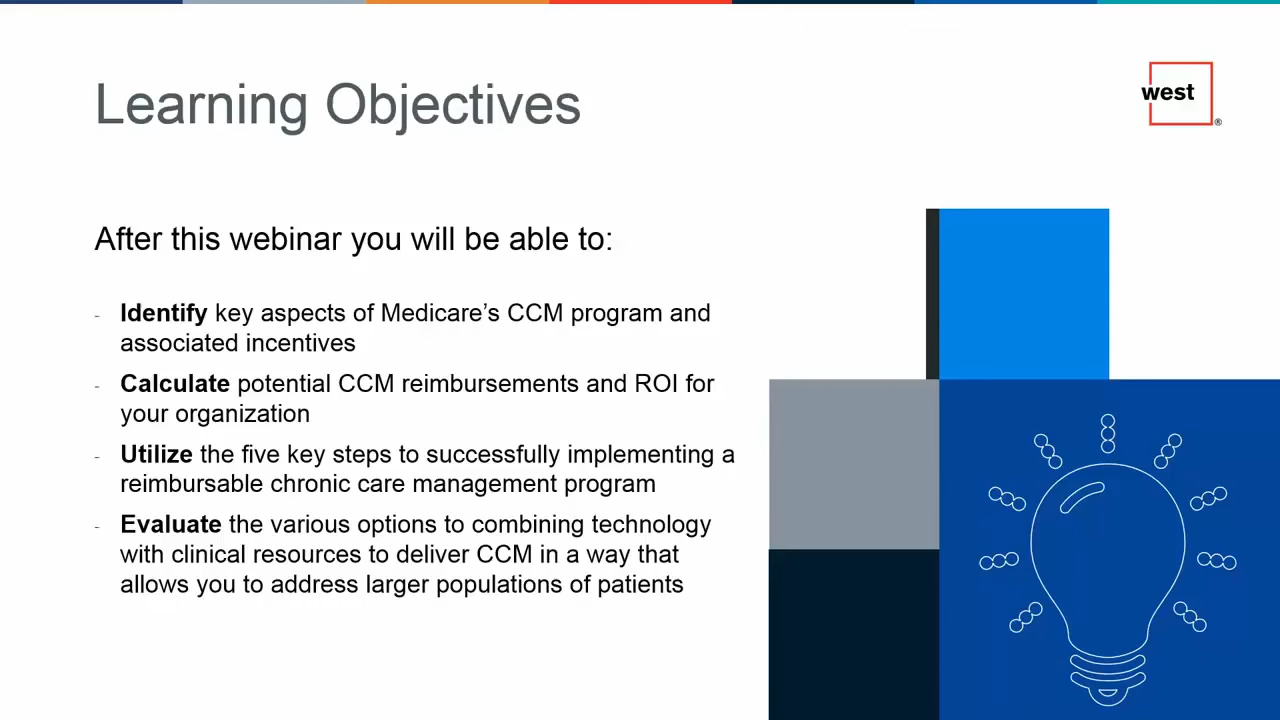 Learning Objectives
west
®
After this webinar you will be able to:
- Identify key aspects of Medicare’s CCM program and
associated incentives
- Calculate potential CCM reimbursements and ROI for
your organization
- Utilize the five key steps to successfully implementing a
reimbursable chronic care management program
- Evaluate the various options to combining technology
with clinical resources to deliver CCM in a way that
allows you to address larger populations of patients